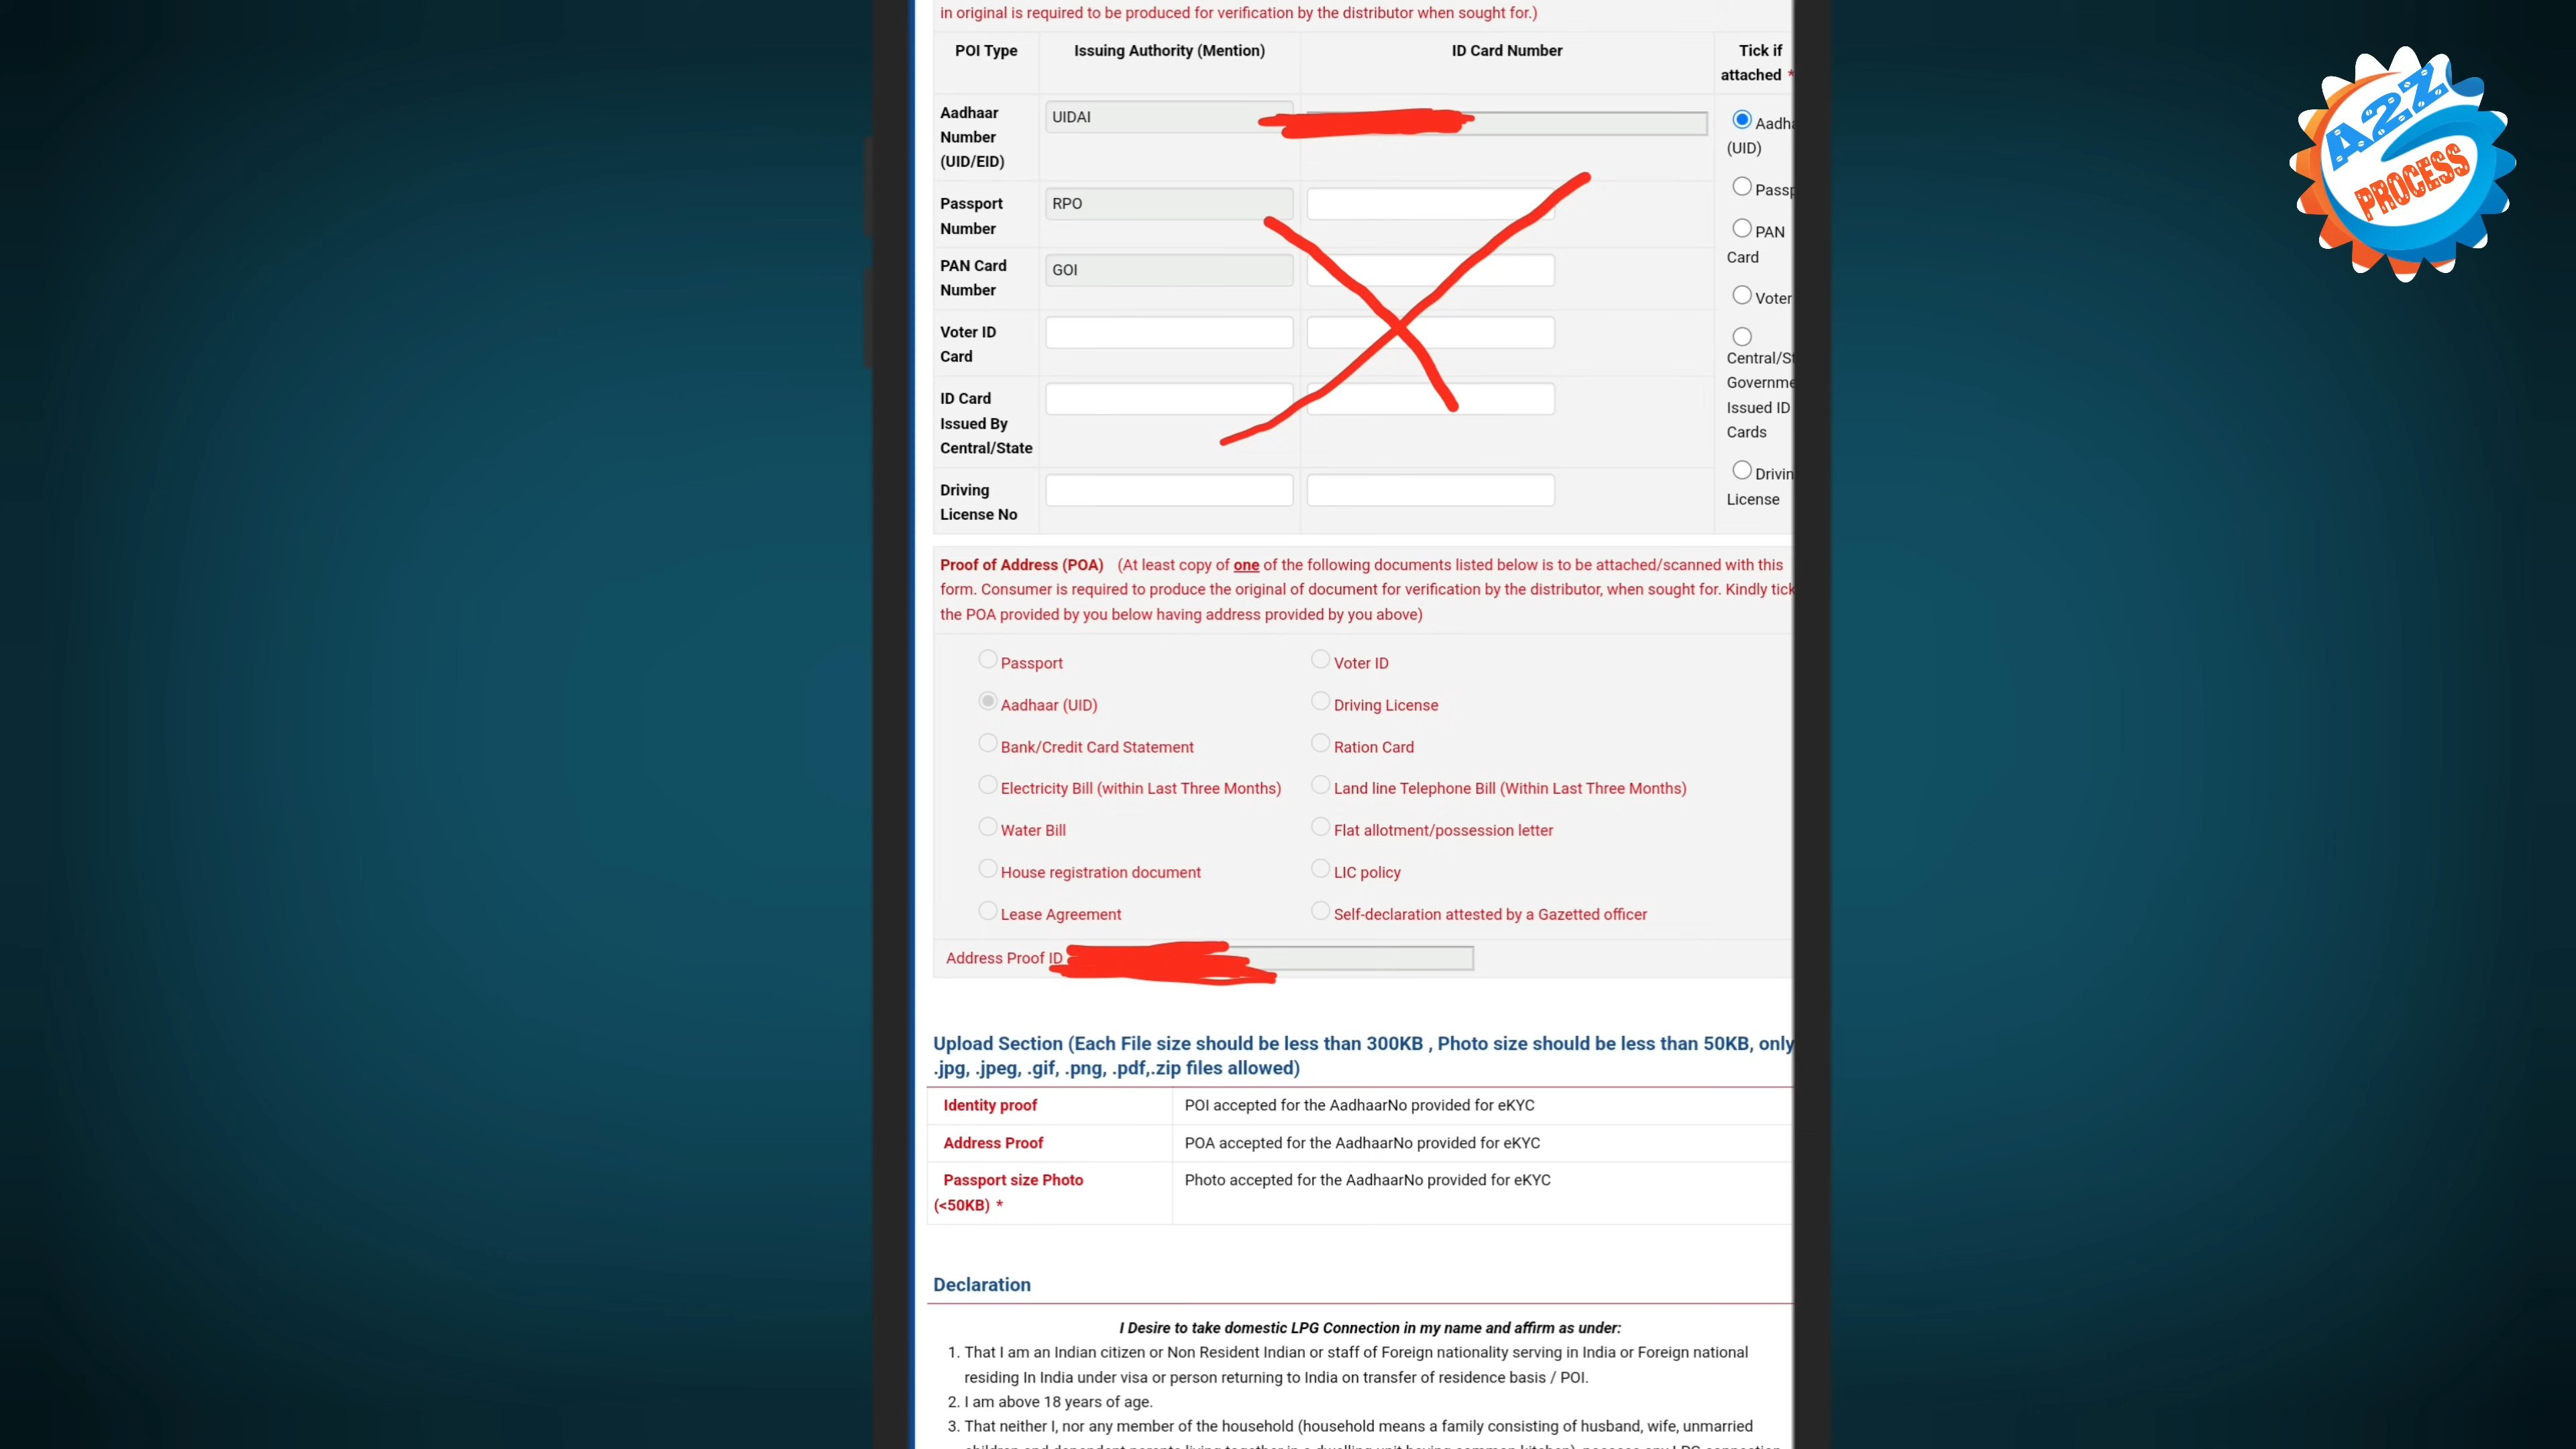 in original is required to be produced for verification by the distributor when sought for.)
POI Type Issuing Authority (Mention) ID Card Number Tick if
attached *
Aadhaar
Number
(UID/EID)
UIDAI
Aadha
(UID)
Passport
Number
RPO
Passp
PAN Card
Number
GOI
PAN
Card
Voter ID
Card
Voter
ID Card
Issued By
Central/State
Central/St
Governme
Issued ID
Cards
Driving
License No
Drivin
License
Proof of Address (POA) (At least copy of one of the following documents listed below is to be attached/scanned with this
form. Consumer is required to produce the original of document for verification by the distributor, when sought for. Kindly tick
the POA provided by you below having address provided by you above)
Passport Voter ID
Aadhaar (UID) Driving License
Bank/Credit Card Statement Ration Card
Electricity Bill (within Last Three Months) Land line Telephone Bill (Within Last Three Months)
Water Bill Flat allotment/possession letter
House registration document LIC policy
Lease Agreement Self-declaration attested by a Gazetted officer
Address Proof ID
Upload Section (Each File size should be less than 300KB , Photo size should be less than 50KB, only
.jpg, .jpeg, .gif, .png, .pdf,.zip files allowed)
Identity proof POI accepted for the AadhaarNo provided for eKYC
Address Proof POA accepted for the AadhaarNo provided for eKYC
Passport size Photo Photo accepted for the AadhaarNo provided for eKYC
(<50KB) *
Declaration
I Desire to take domestic LPG Connection in my name and affirm as under:
1. That I am an Indian citizen or Non Resident Indian or staff of Foreign nationality serving in India or Foreign national
residing In India under visa or person returning to India on transfer of residence basis / POI.
2. I am above 18 years of age.
3. That neither I, nor any member of the household (household means a family consisting of husband, wife, unmarried
A2Z
PROCESS